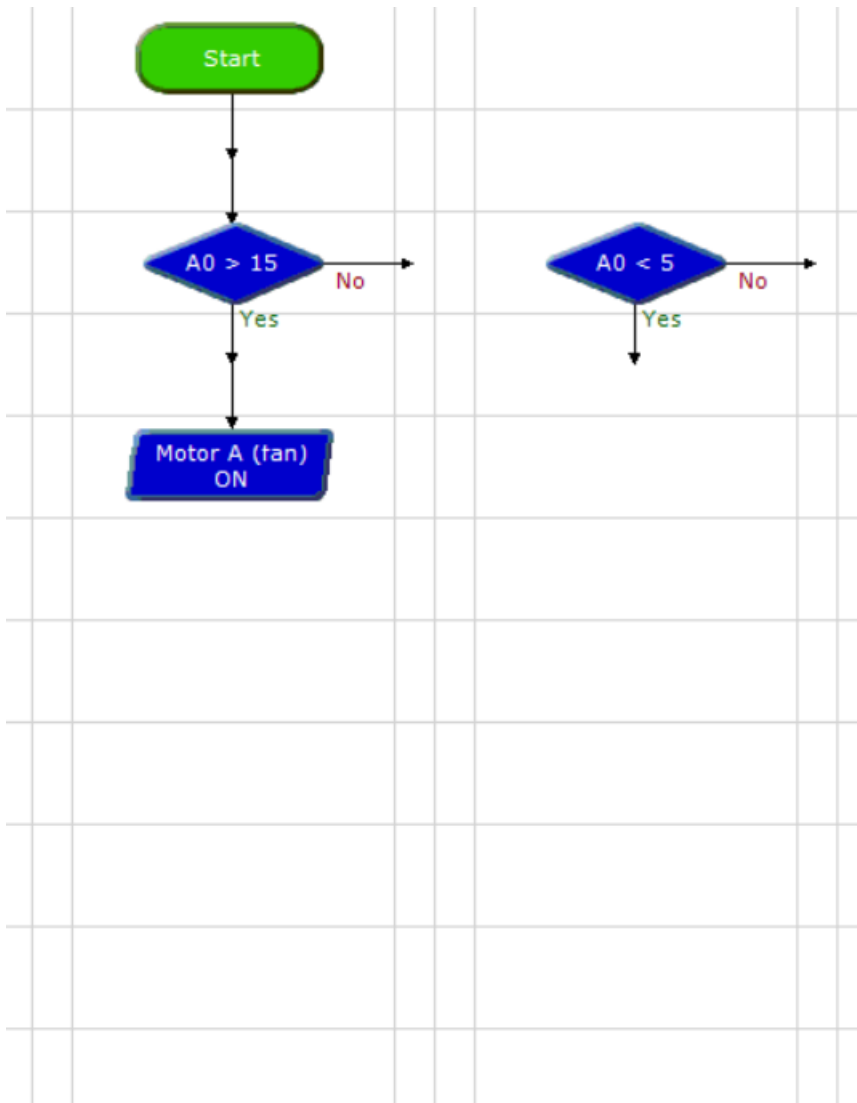 Start
A0 > 15
No
Yes
Motor A (fan)
ON
A0 < 5
No
Yes